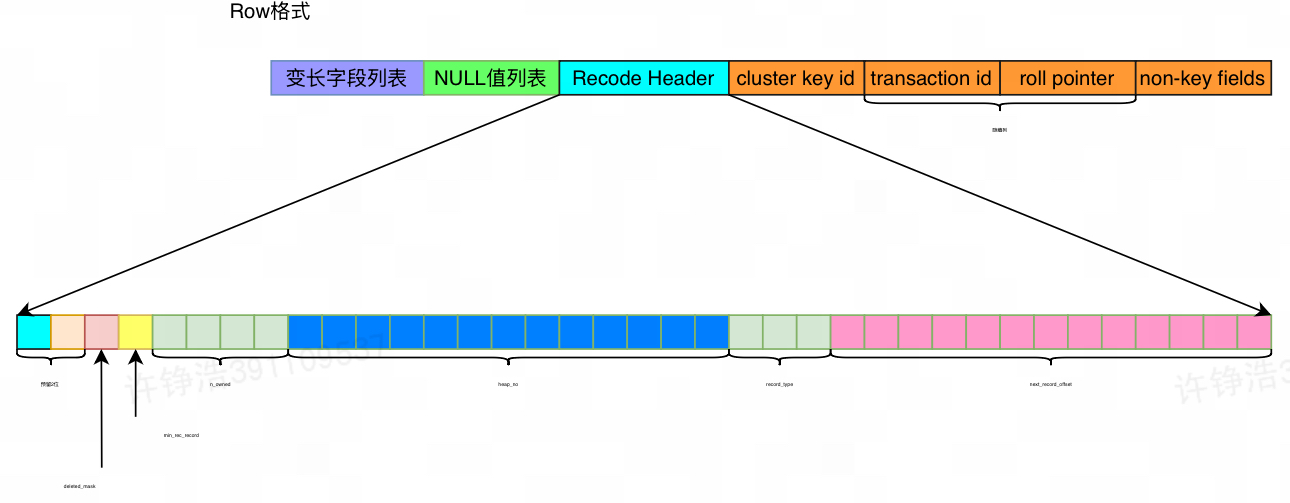 Row格式
变长字段列表 NULL值列表 Recode Header cluster key id transaction id roll pointer non-key fields
隐藏列
预留2位 n_owned heap_no record_type next_record_offset
min_rec_record
deleted_mask
许铮浩391709537
许铮浩3